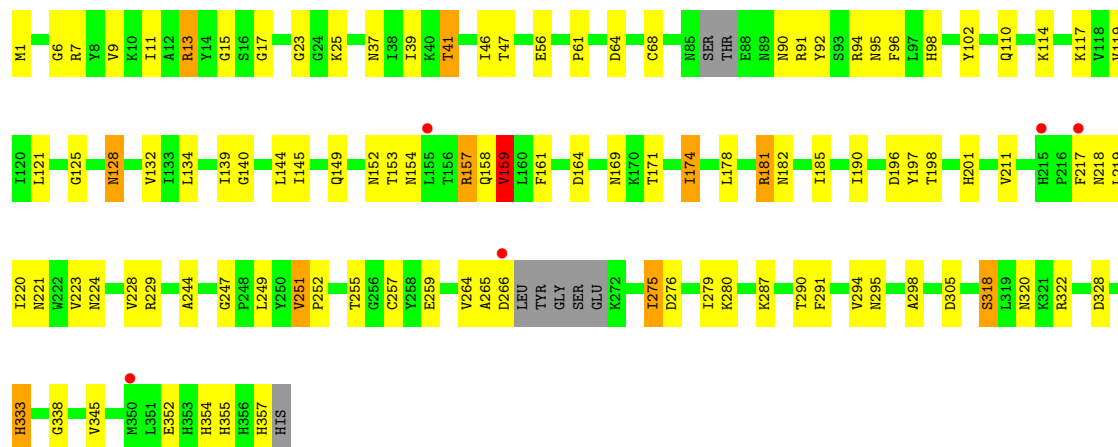 M1 G6 R7 Y8 V9 K10 I11 A12 R13 Y14 G15 S16 G17 G23 G24 K25 N37 I38 I39 K40 T41 I46 T47 E56 P61 D64 C68 N85 SER THR E88 N89 N90 R91 Y92 S93 R94 N95 F96 L97 H98 Y102 Q110 K114 K117 V118 V119
I120 L121 G125 N128 V132 I133 L134 I139 G140 L144 I145 Q149 N152 T153 N154 L155 T156 R157 Q158 V159 L160 F161 D164 N169 K170 T171 I174 L178 R181 N182 I185 I190 D196 Y197 T198 H201 V211 H215 P216 F217 N218 L219
I220 N221 W222 V223 N224 V228 R229 A244 G247 P248 L249 Y250 V251 P252 T255 G256 C257 Y258 E259 V264 A265 D266 LEU TYR GLY SER GLU K272 I275 D276 I279 K280 K287 T290 F291 V294 N295 A298 D305 S318 L319 N320 K321 R322 D328
H333 G338 V345 M350 L351 E352 H353 H354 H355 H356 H357 HIS